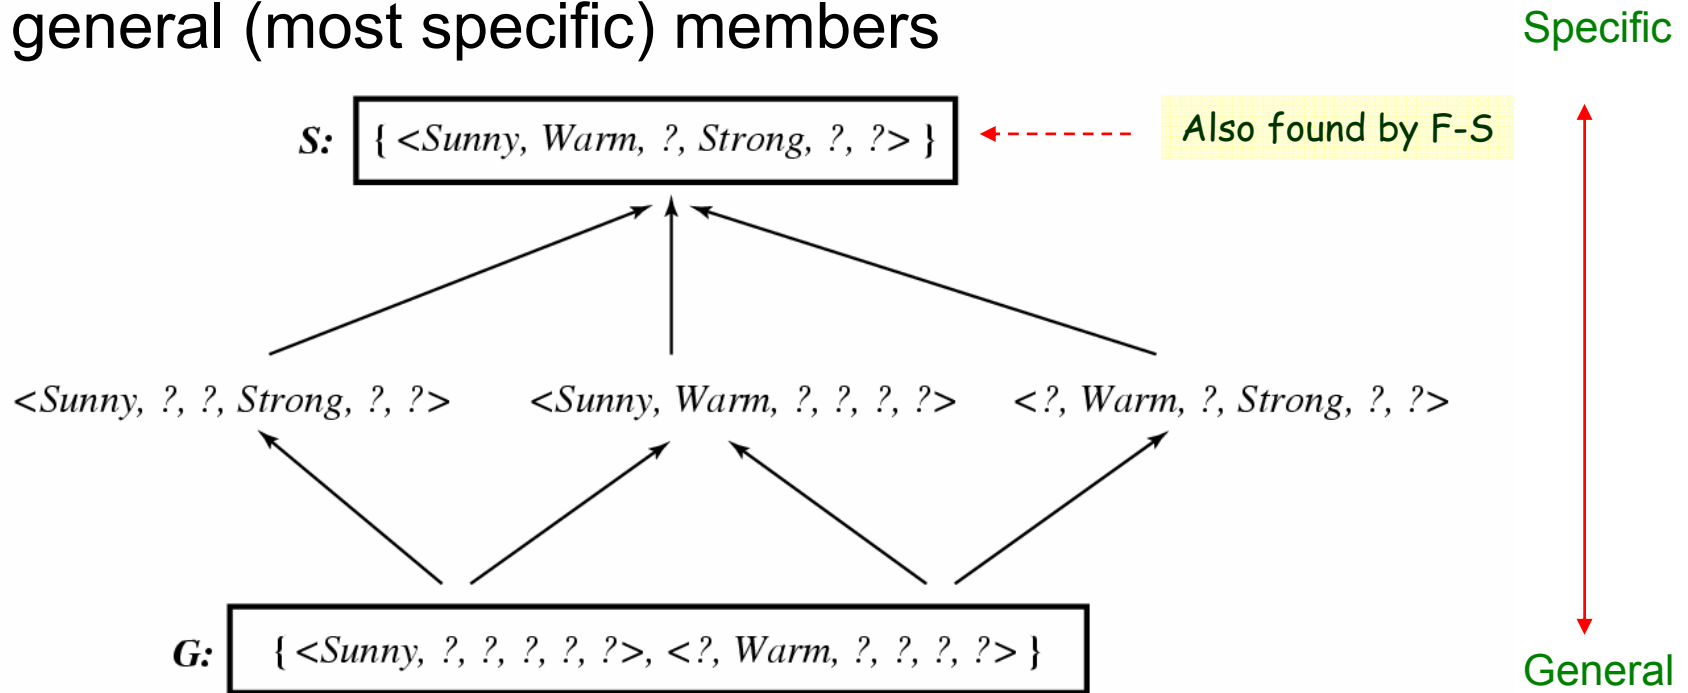 general (most specific) members
Specific
S: { <Sunny, Warm, ?, Strong, ?, ?> }
Also found by F-S
<Sunny, ?, ?, Strong, ?, ?>
<Sunny, Warm, ?, ?, ?, ?>
<?, Warm, ?, Strong, ?, ?>
G: { <Sunny, ?, ?, ?, ?, ?>, <?, Warm, ?, ?, ?, ?> }
General